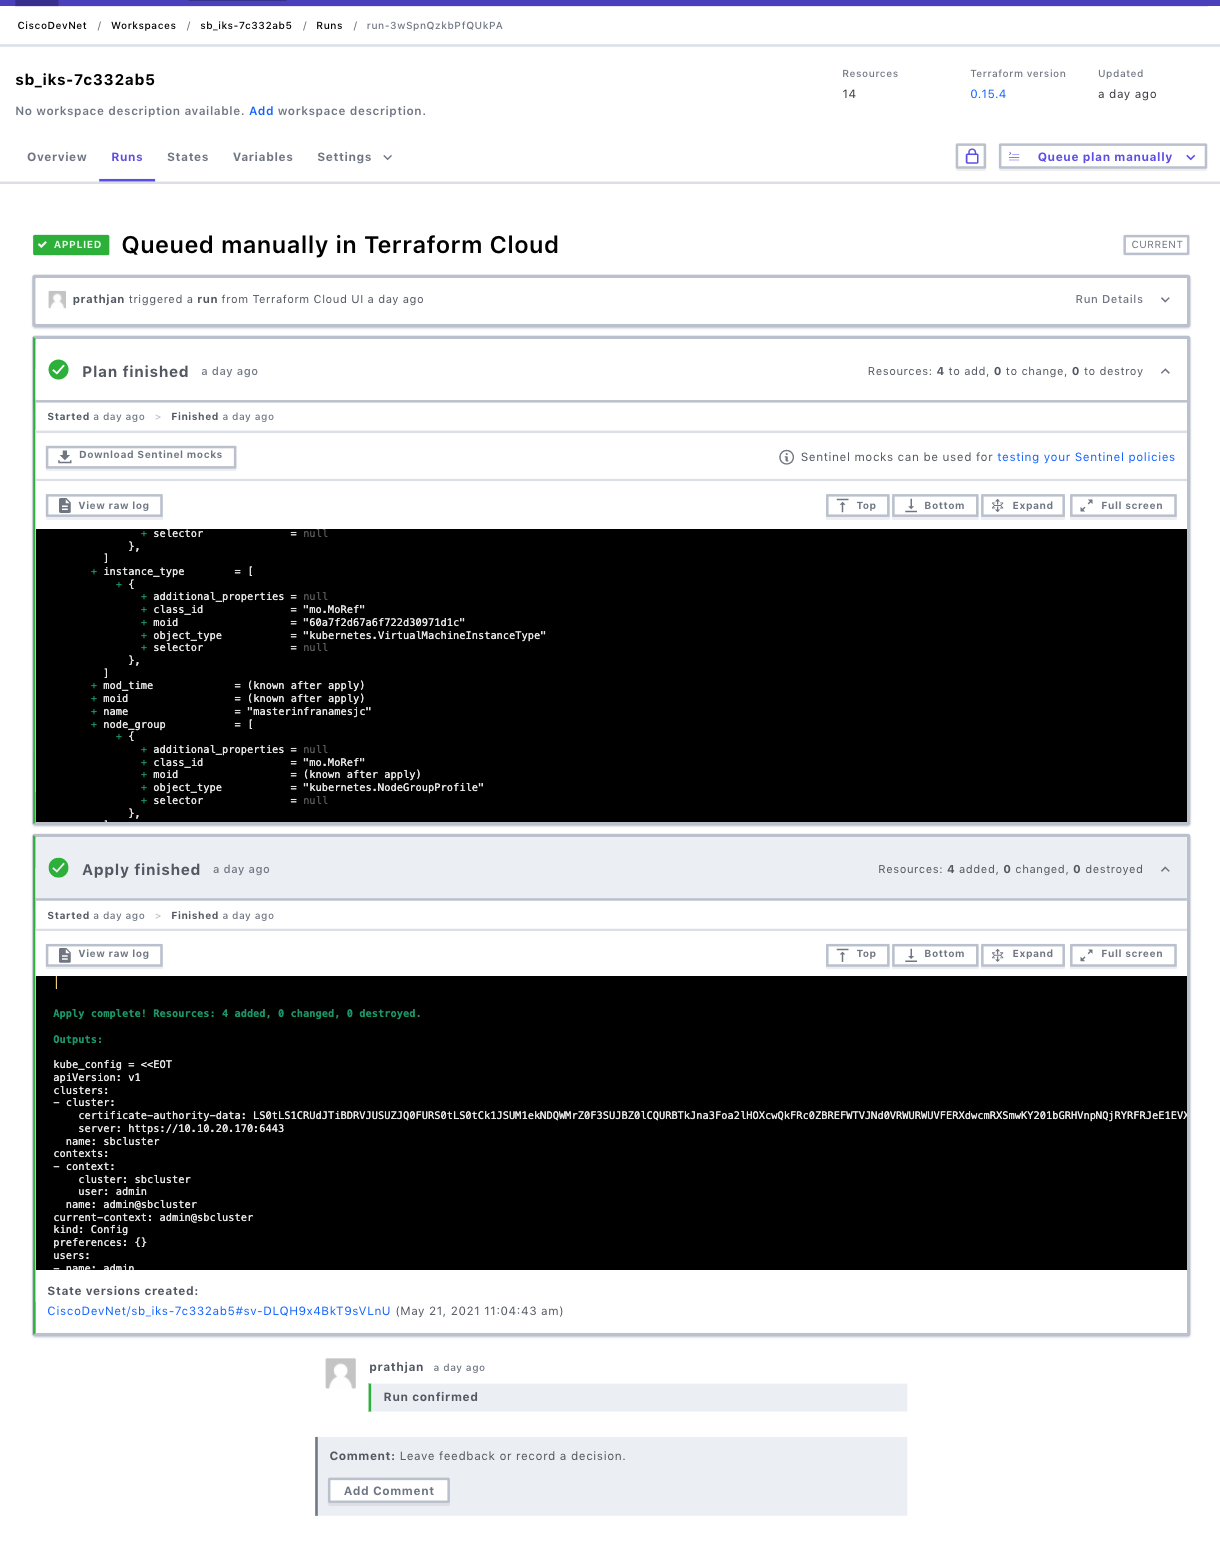 CiscoDevNet / Workspaces / sb_iks-7c332ab5 / Runs / run-3wSpnQzkbPfQUkPA
sb_iks-7c332ab5
Resources
14
Terraform version
0.15.4
Updated
a day ago
No workspace description available. Add workspace description.
Overview Runs States Variables Settings
Queue plan manually
APPLIED Queued manually in Terraform Cloud CURRENT
prathjan triggered a run from Terraform Cloud UI a day ago Run Details
Plan finished a day ago Resources: 4 to add, 0 to change, 0 to destroy
Started a day ago > Finished a day ago
Download Sentinel mocks Sentinel mocks can be used for testing your Sentinel policies
View raw log Top Bottom Expand Full screen
+ selector = null
},
]
+ instance_type = [
+ {
+ additional_properties = null
+ class_id = "mo.MoRef"
+ moid = "60a7f2d67a6f722d30971d1c"
+ object_type = "kubernetes.VirtualMachineInstanceType"
+ selector = null
},
]
+ mod_time = (known after apply)
+ moid = (known after apply)
+ name = "masterinfranamesjc"
+ node_group = [
+ {
+ additional_properties = null
+ class_id = "mo.MoRef"
+ moid = (known after apply)
+ object_type = "kubernetes.NodeGroupProfile"
+ selector = null
},
Apply finished a day ago Resources: 4 added, 0 changed, 0 destroyed
Started a day ago > Finished a day ago
View raw log Top Bottom Expand Full screen
Apply complete! Resources: 4 added, 0 changed, 0 destroyed.
Outputs:
kube_config = <<EOT
apiVersion: v1
clusters:
- cluster:
certificate-authority-data: LS0tLS1CRUdJTiBDRVJUSUZJQ0FURS0tLS0tCk1JSUM1ekNDQWMrZ0F3SUJBZ0lCQURBTkJna3Foa2lHOXcwQkFRc0ZBREFWTVJNd0VRWURWUVFERXdwcmRXSmwKY201bGRHVnpNQjRYRFRJeE1EVX
server: https://10.10.20.170:6443
name: sbcluster
contexts:
- context:
cluster: sbcluster
user: admin
name: admin@sbcluster
current-context: admin@sbcluster
kind: Config
preferences: {}
users:
- name: admin
State versions created:
CiscoDevNet/sb_iks-7c332ab5#sv-DLQH9x4BkT9sVLnU (May 21, 2021 11:04:43 am)
prathjan a day ago
Run confirmed
Comment: Leave feedback or record a decision.
Add Comment